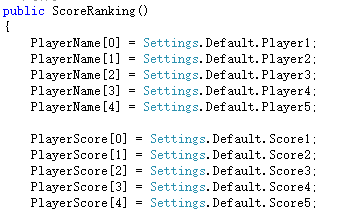 public ScoreRanking()
{
PlayerName[0] = Settings.Default.Player1;
PlayerName[1] = Settings.Default.Player2;
PlayerName[2] = Settings.Default.Player3;
PlayerName[3] = Settings.Default.Player4;
PlayerName[4] = Settings.Default.Player5;
PlayerScore[0] = Settings.Default.Score1;
PlayerScore[1] = Settings.Default.Score2;
PlayerScore[2] = Settings.Default.Score3;
PlayerScore[3] = Settings.Default.Score4;
PlayerScore[4] = Settings.Default.Score5;